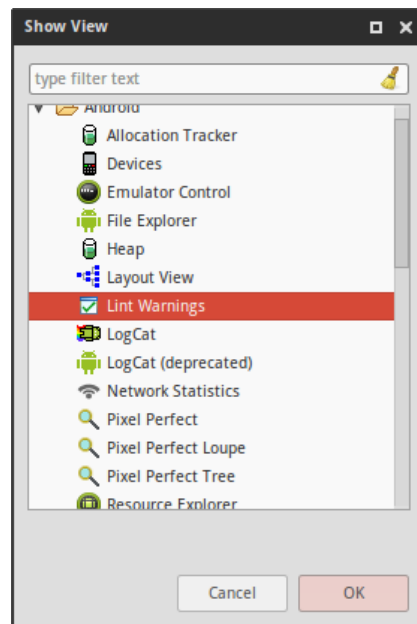 Show View
type filter text
Android
Allocation Tracker
Devices
Emulator Control
File Explorer
Heap
Layout View
Lint Warnings
LogCat
LogCat (deprecated)
Network Statistics
Pixel Perfect
Pixel Perfect Loupe
Pixel Perfect Tree
Resource Explorer
Cancel OK